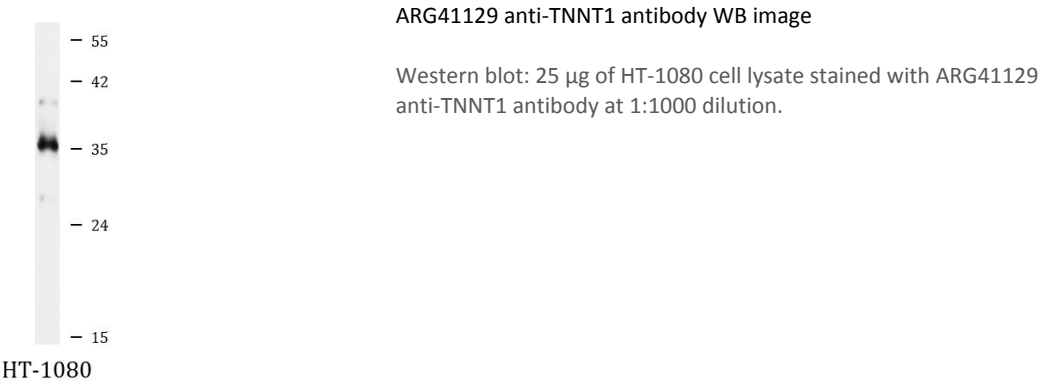 ARG41129 anti-TNNT1 antibody WB image
Western blot: 25 µg of HT-1080 cell lysate stained with ARG41129
anti-TNNT1 antibody at 1:1000 dilution.
– 55
– 42
– 35
– 24
– 15
HT-1080